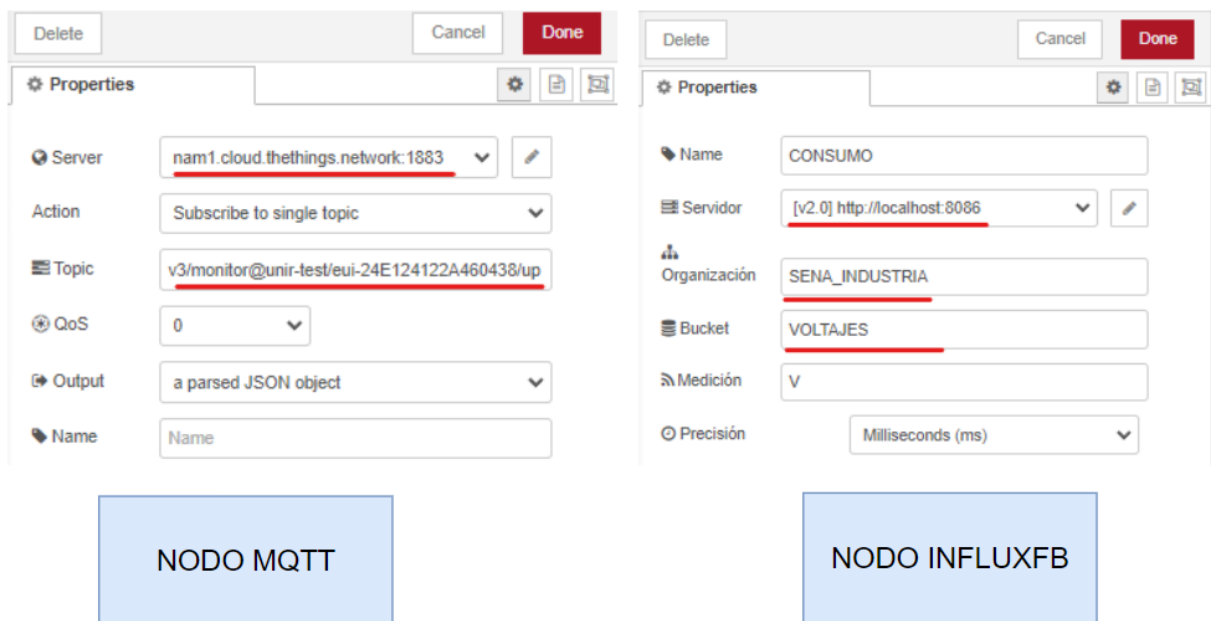 Delete
Cancel
Done
Properties
Server
nam1.cloud.thethings.network:1883
Action
Subscribe to single topic
Topic
v3/monitor@unir-test/eui-24E124122A460438/up
QoS
0
Output
a parsed JSON object
Name
Name
NODO MQTT
Delete
Cancel
Done
Properties
Name
CONSUMO
Servidor
[v2.0] http://localhost:8086
Organización
SENA_INDUSTRIA
Bucket
VOLTAJES
Medición
V
Precisión
Milliseconds (ms)
NODO INFLUXFB